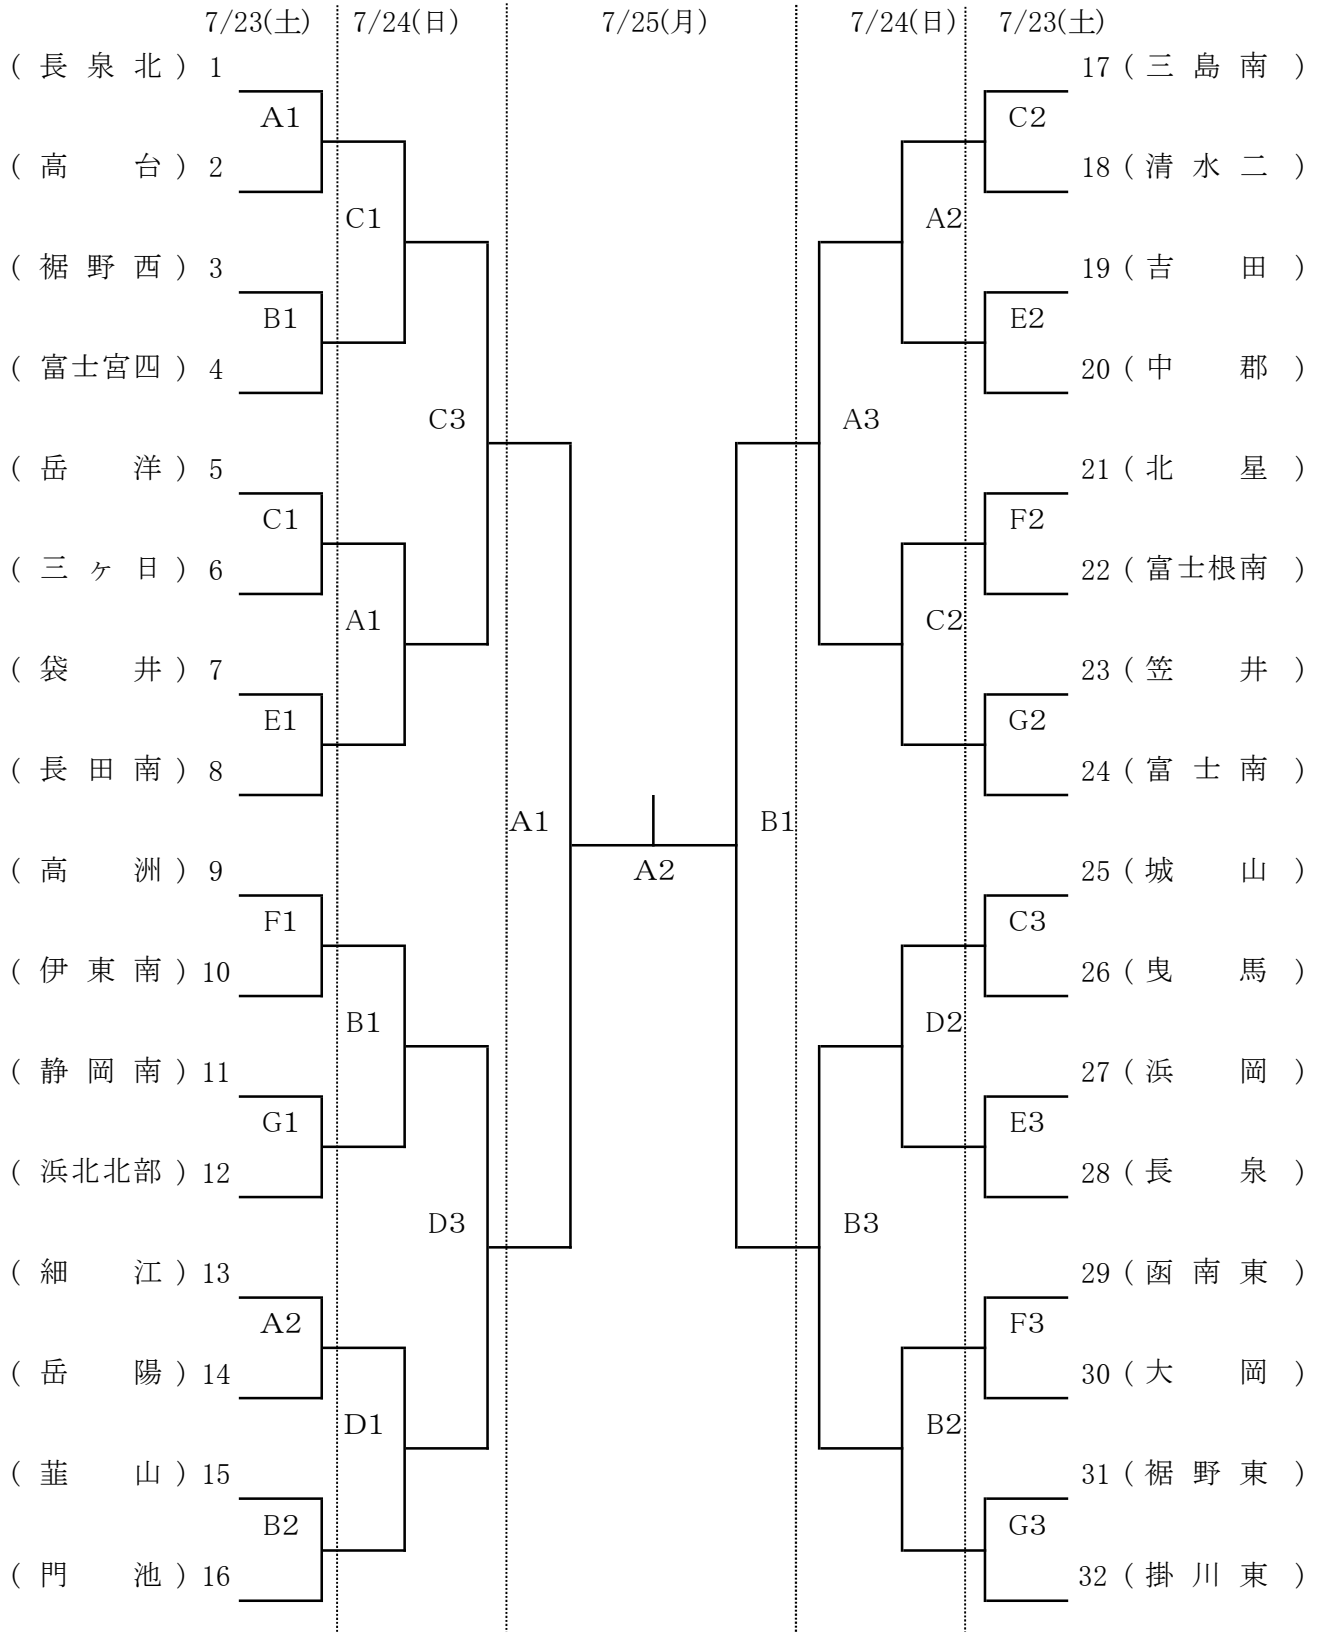 7/23(土) 7/24(日) 7/25(月) 7/24(日) 7/23(土)
( 長泉北 ) 1 17 ( 三島南 )
A1 C2
( 高台 ) 2 18 ( 清水二 )
C1 A2
( 裾野西 ) 3 19 ( 吉田 )
B1 E2
( 富士宮四 ) 4 20 ( 中郡 )
C3 A3
( 岳洋 ) 5 21 ( 北星 )
C1 F2
( 三ヶ日 ) 6 22 ( 富士根南 )
A1 C2
( 袋井 ) 7 23 ( 笠井 )
E1 G2
( 長田南 ) 8 24 ( 富士南 )
A1 B1
( 高洲 ) 9 A2 25 ( 城山 )
F1 C3
( 伊東南 ) 10 26 ( 曳馬 )
B1 D2
( 静岡南 ) 11 27 ( 浜岡 )
G1 E3
( 浜北北部 ) 12 28 ( 長泉 )
D3 B3
( 細江 ) 13 29 ( 函南東 )
A2 F3
( 岳陽 ) 14 30 ( 大岡 )
D1 B2
( 韮山 ) 15 31 ( 裾野東 )
B2 G3
( 門池 ) 16 32 ( 掛川東 )